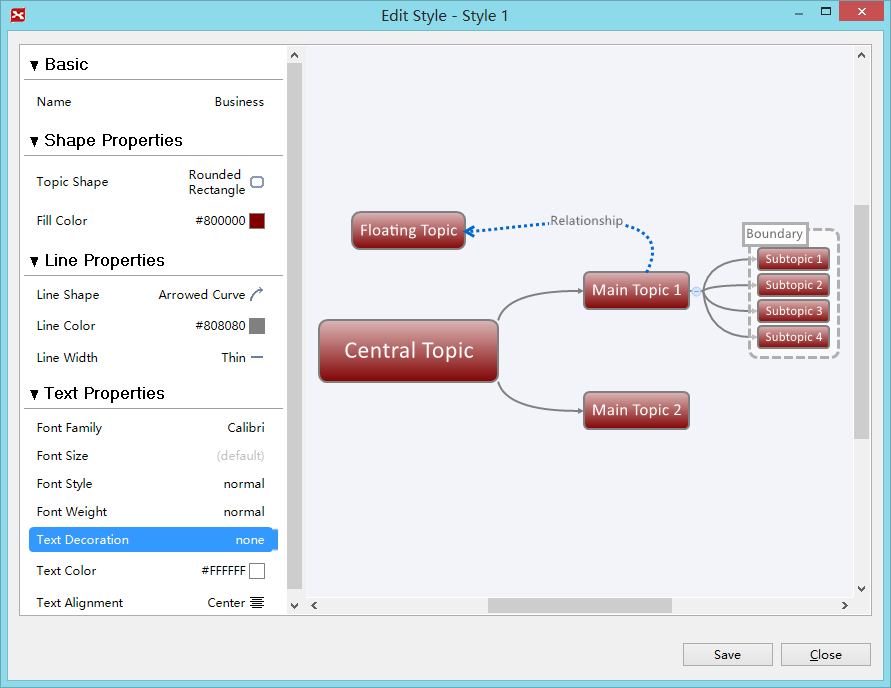 Edit Style - Style 1
Basic
Name Business
Shape Properties
Topic Shape Rounded Rectangle
Fill Color #800000
Line Properties
Line Shape Arrowed Curve
Line Color #808080
Line Width Thin
Text Properties
Font Family Calibri
Font Size (default)
Font Style normal
Font Weight normal
Text Decoration none
Text Color #FFFFFF
Text Alignment Center
Floating Topic
Relationship
Boundary
Subtopic 1
Subtopic 2
Subtopic 3
Subtopic 4
Main Topic 1
Central Topic
Main Topic 2
Save
Close